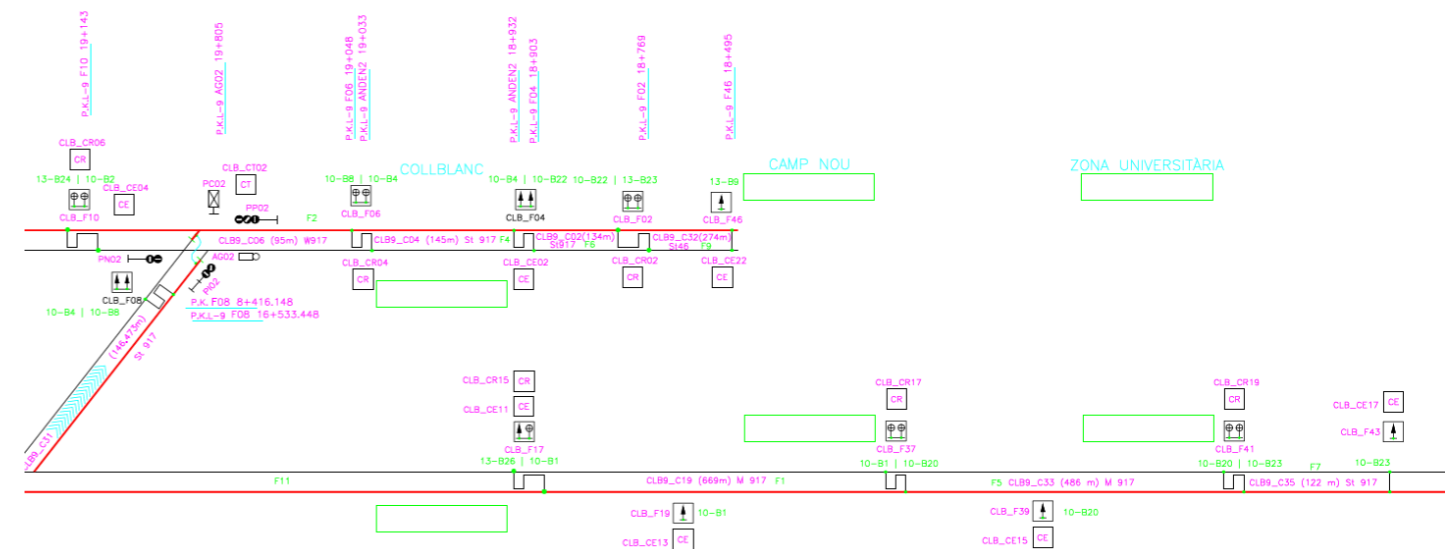 P.K.L-9 F10 19+143
P.K.L-9 AG02 19+805
P.K.L-9 F06 19+048
P.K.L-9 ANDEN2 19+033
P.K.L-9 ANDEN2 18+932
P.K.L-9 F04 18+903
P.K.L-9 F02 18+769
P.K.L-9 F46 18+495
CLB_CR06
CR
13-B24 | 10-B2
CLB_CE04
CE
CLB_F10
PC02
CLB_CT02
CT
PP02
F2
10-B8 | 10-B4
CLB_F06
COLLBLANC
10-B4 | 10-B22
CLB_F04
10-B22 | 13-B23
CLB_F02
13-B9
CLB_F46
CAMP NOU
ZONA UNIVERSITÀRIA
CLB9_C06 (95m) W917
CLB9_C04 (145m) St 917 F4
CLB9_C02(134m)
St917 F6
CLB9_C32(274m)
St46 F9
PN02
AG02
PI02
CLB_F08
10-B4 | 10-B8
CLB_CR04
CR
CLB_CE02
CE
CLB_CR02
CR
CLB_CE22
CE
P.K. F08 8+416.148
P.K.L-9 F08 16+533.448
(146,473m)
St 917
CLB9_C31
CLB_CR15
CR
CLB_CE11
CE
CLB_F17
13-B26 | 10-B1
CLB_CR17
CR
CLB_F37
10-B1 | 10-B20
CLB_CR19
CR
CLB_F41
10-B20 | 10-B23
CLB_CE17
CE
CLB_F43
10-B23
F11
CLB9_C19 (669m) M 917 F1
F5 CLB9_C33 (486 m) M 917
F7
CLB9_C35 (122 m) St 917
CLB_F19
10-B1
CLB_CE13
CE
CLB_F39
10-B20
CLB_CE15
CE